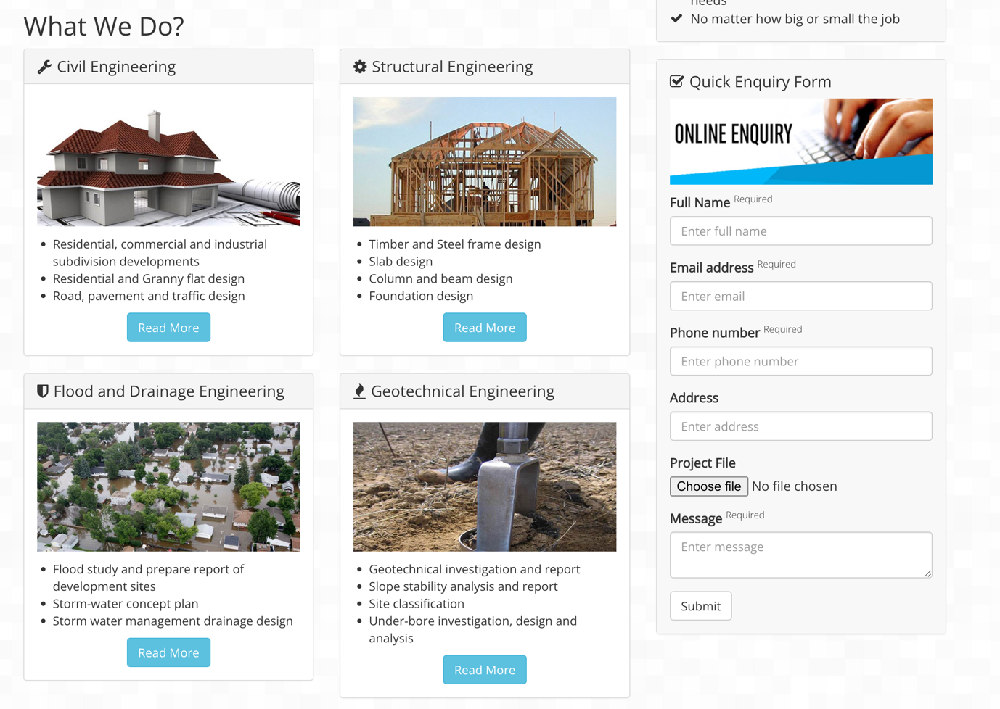 What We Do?
Civil Engineering
Residential, commercial and industrial
subdivision developments
Residential and Granny flat design
Road, pavement and traffic design
Read More
Structural Engineering
Timber and Steel frame design
Slab design
Column and beam design
Foundation design
Read More
Flood and Drainage Engineering
Flood study and prepare report of
development sites
Storm-water concept plan
Storm water management drainage design
Read More
Geotechnical Engineering
Geotechnical investigation and report
Slope stability analysis and report
Site classification
Under-bore investigation, design and
analysis
Read More
needs
No matter how big or small the job
Quick Enquiry Form
ONLINE ENQUIRY
Full Name Required
Enter full name
Email address Required
Enter email
Phone number Required
Enter phone number
Address
Enter address
Project File
Choose file No file chosen
Message Required
Enter message
Submit